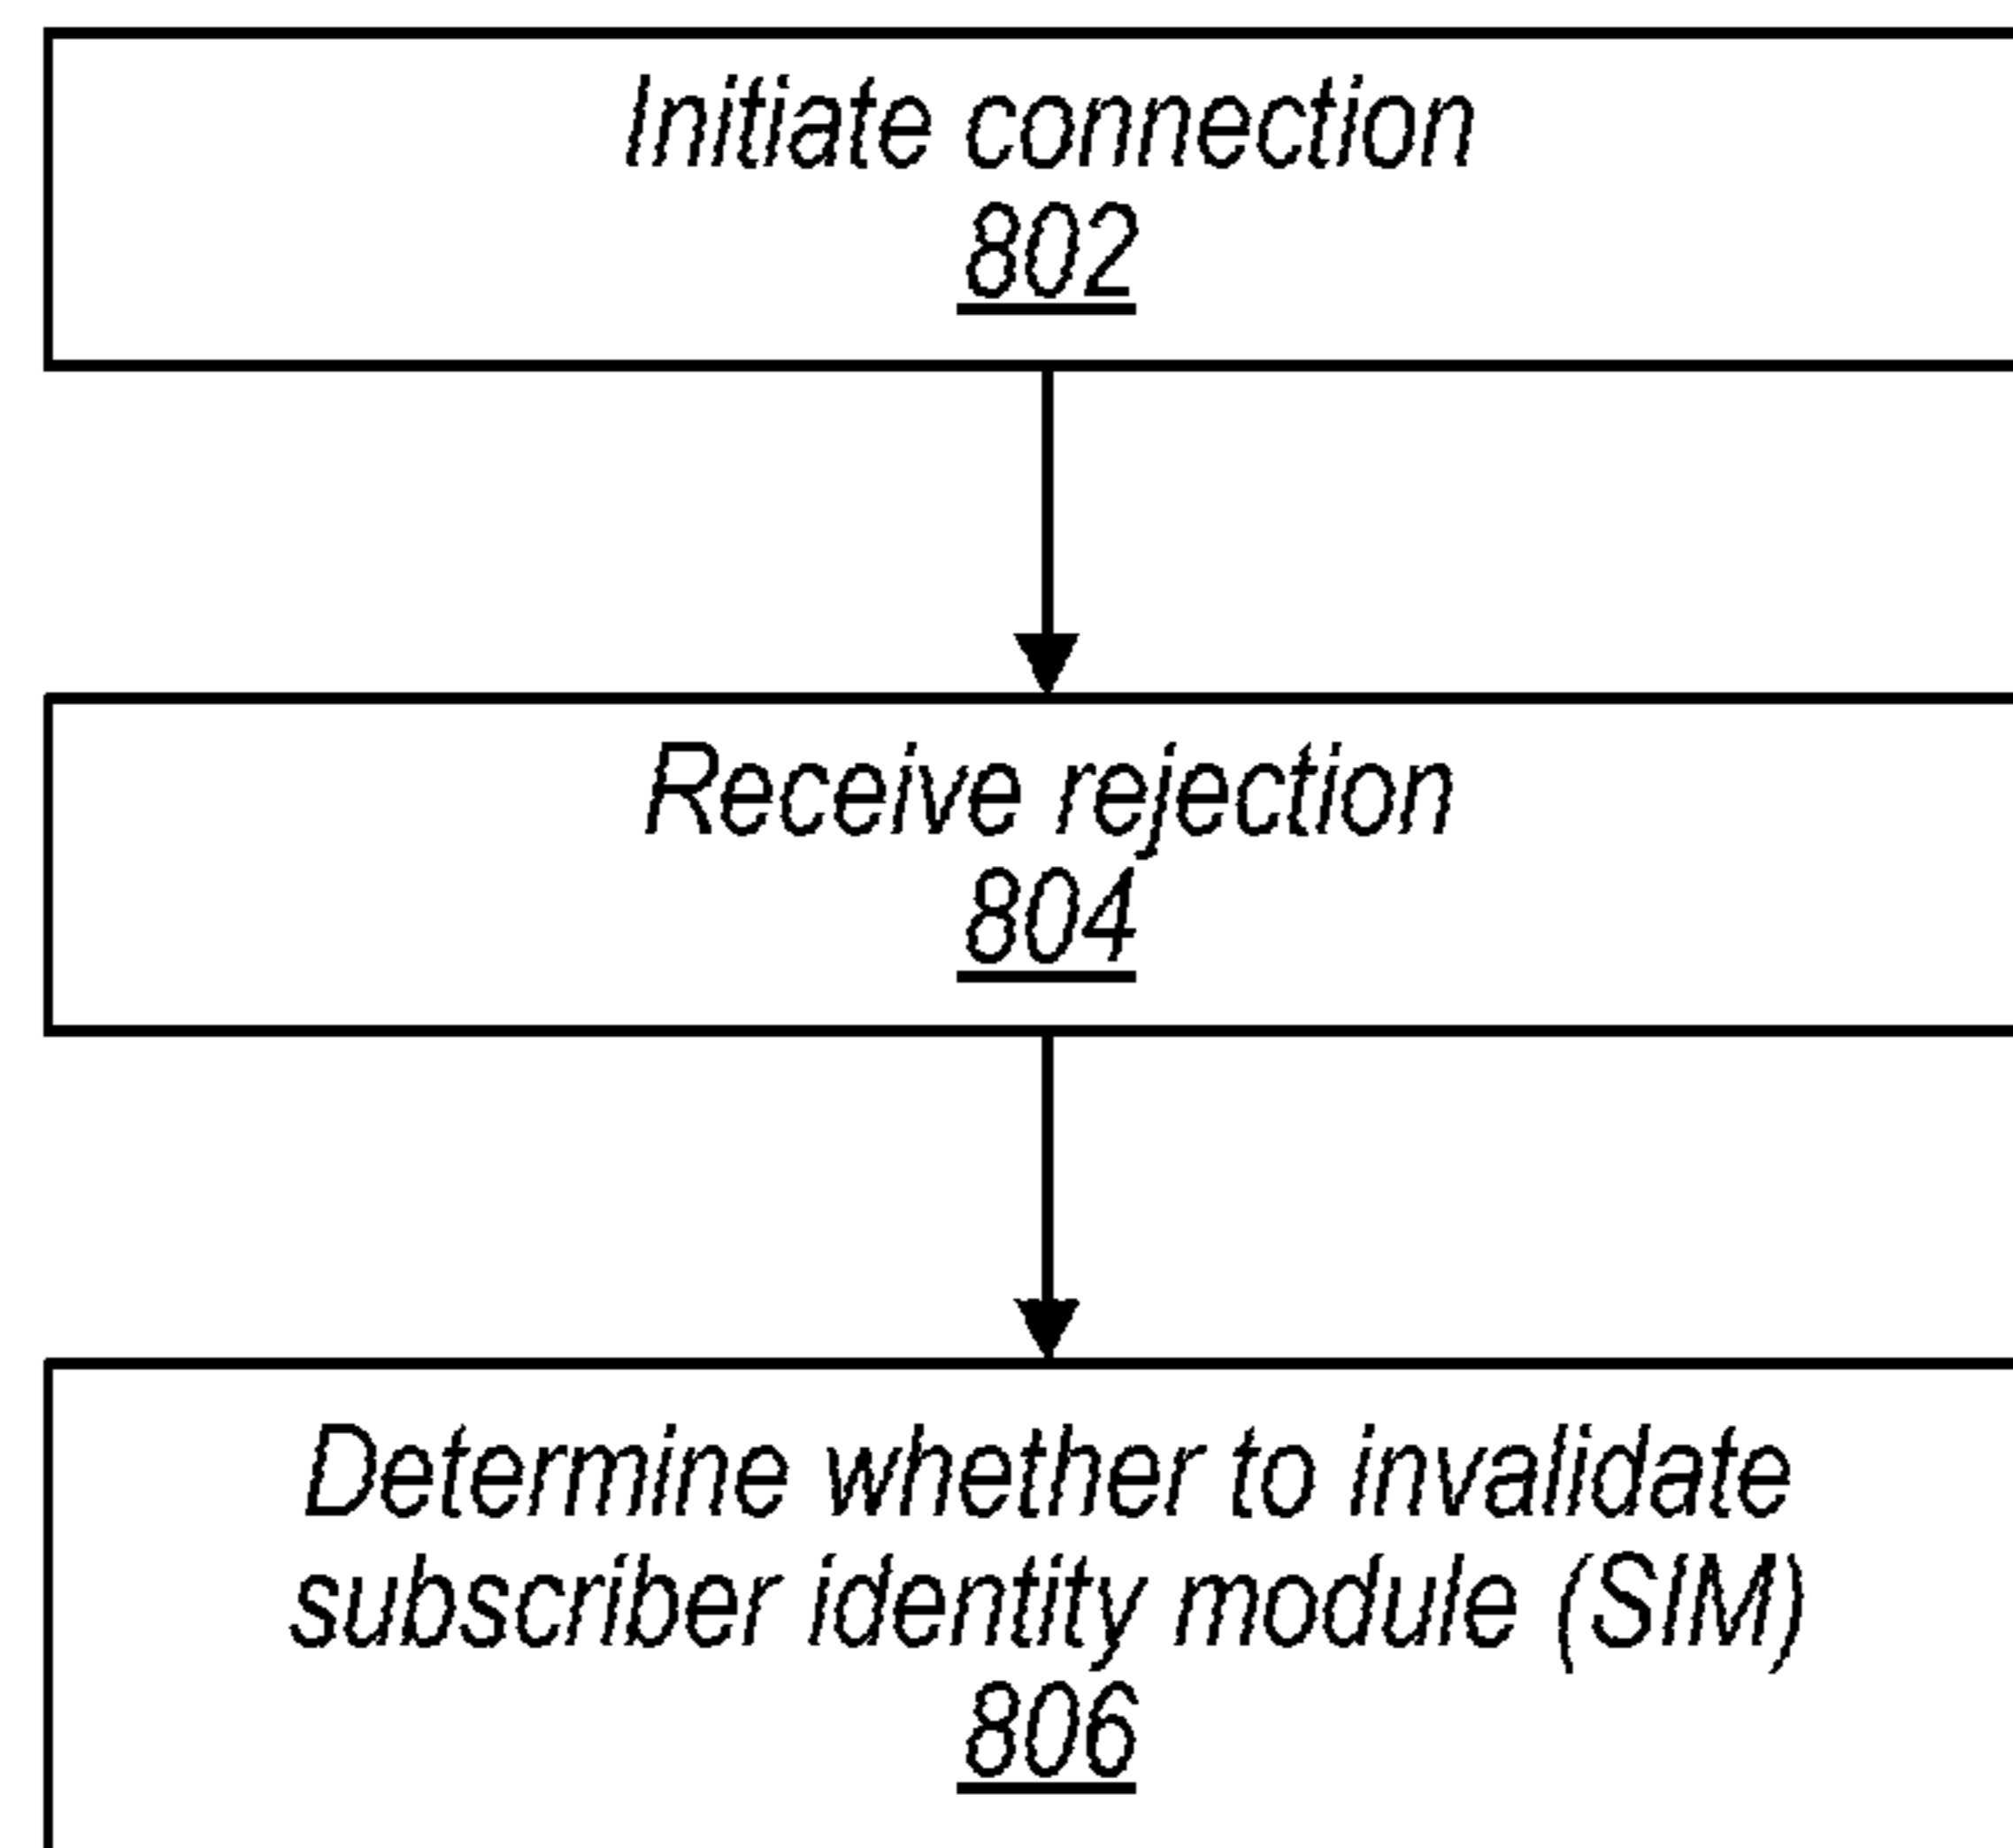 Initiate connection
802
Receive rejection
804
Determine whether to invalidate
subscriber identity module (SIM)
806